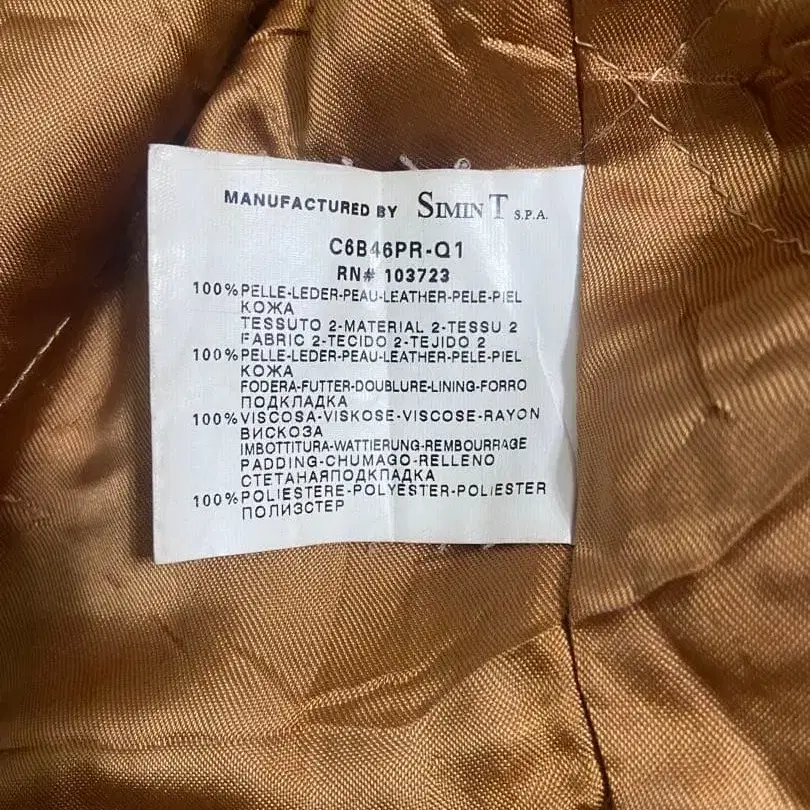 MANUFACTURED BY SIMINT S.P.A.
C6B46PR-Q1
RN# 103723
100% PELLE-LEDER-PEAU-LEATHER-PELE-PIEL
КОЖА
TESSUTO 2-MATERIAL 2-TESSU 2
FABRIC 2-TECIDO 2-TEJIDO 2
100% PELLE-LEDER-PEAU-LEATHER-PELE-PIEL
КОЖА
FODERA-FUTTER-DOUBLURE-LINING-FORRO
ПОДКЛАДКА
100% VISCOSA-VISKOSE-VISCOSE-RAYON
ВИСКОЗА
IMBOTTITURA-WATTIERUNG-REMBOURRAGE
PADDING-CHUMAGO-RELLENO
СТЕТАНАЯПОДКЛАДКА
100% POLIESTERE-POLYESTER-POLIESTER
ПОЛИЗСТЕР